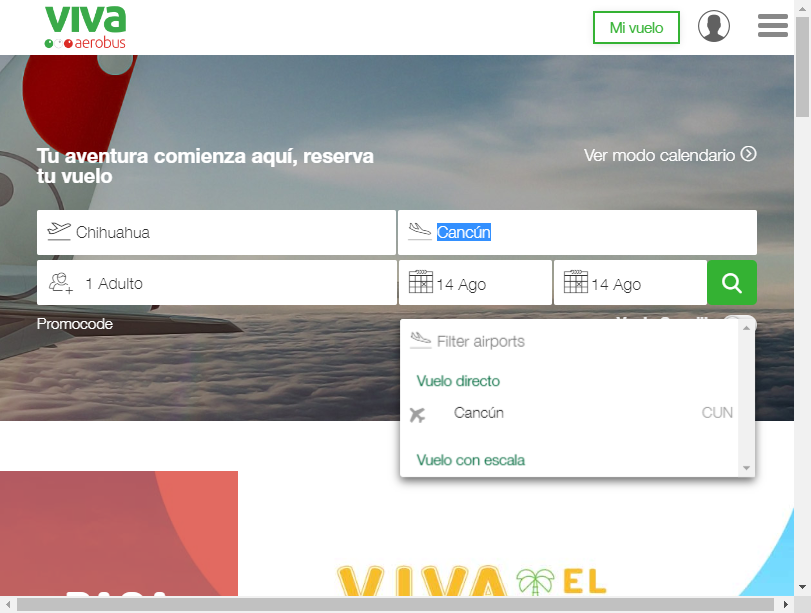 viva
aerobus
Mi vuelo
Tu aventura comienza aquí, reserva
tu vuelo
Ver modo calendario
Chihuahua
Cancún
1 Adulto
14 Ago
14 Ago
Promocode
Filter airports
Vuelo directo
Cancún
CUN
Vuelo con escala
VIVA EL